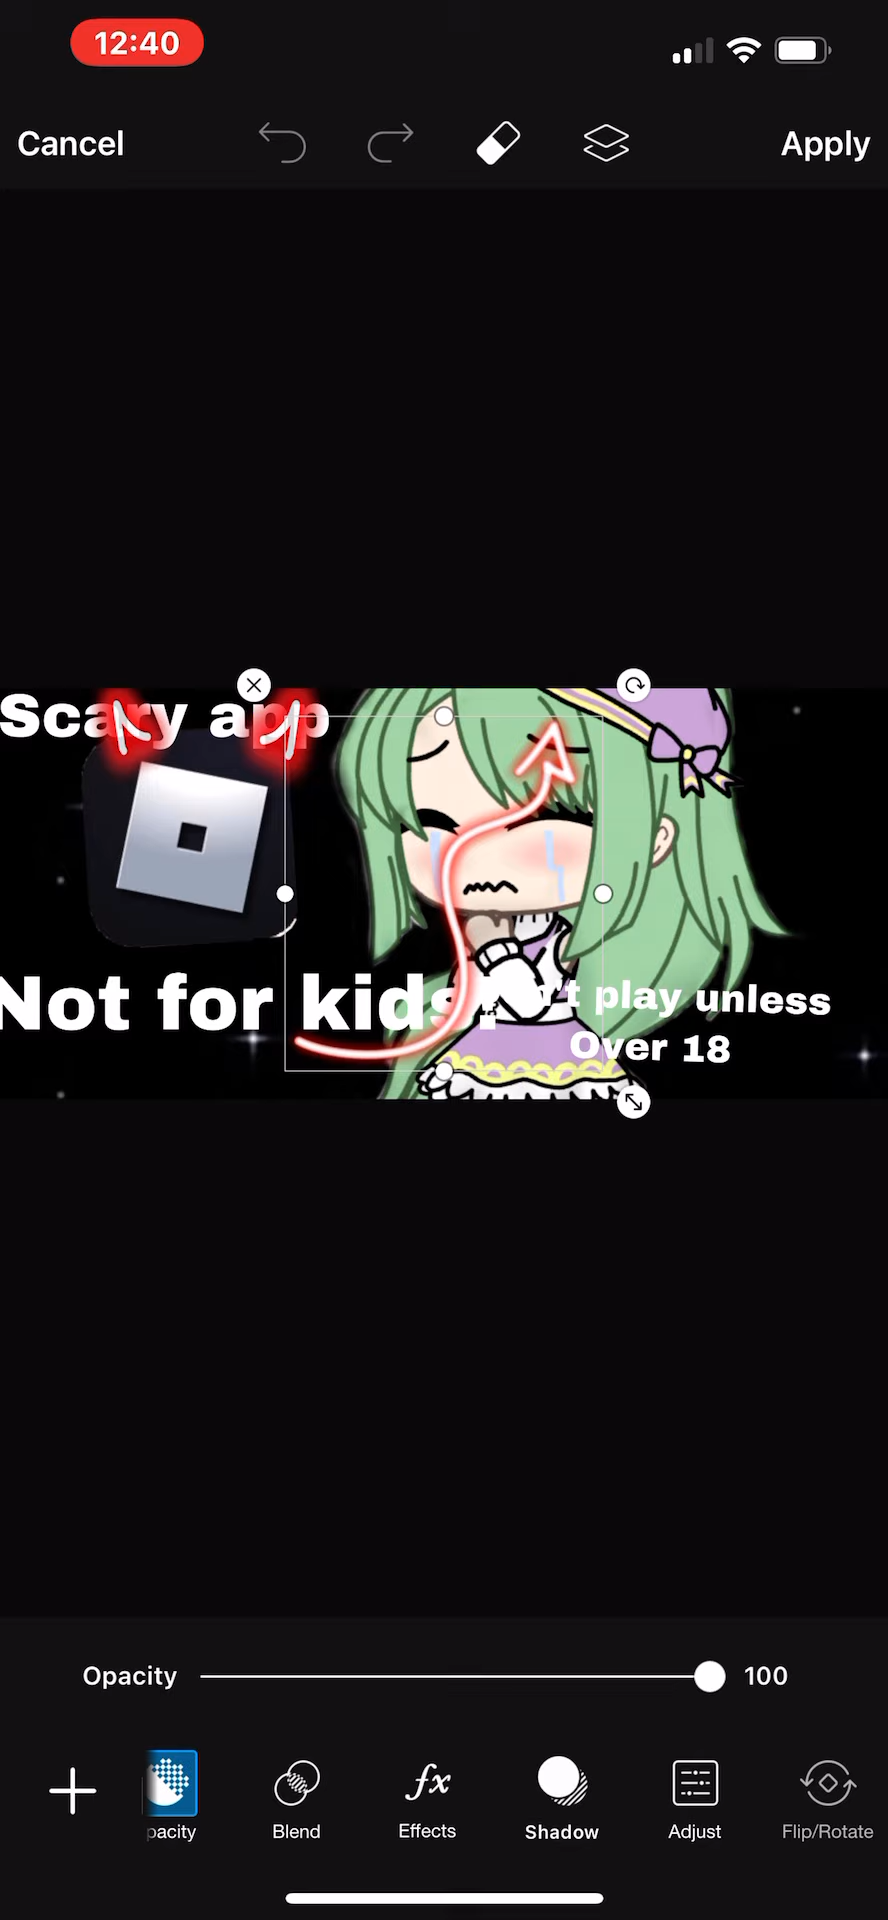 12:40
Cancel
Apply
Scary app
Not for kids!
't play unless
Over 18
Opacity
100
pacity
Blend
fx
Effects
Shadow
Adjust
Flip/Rotate